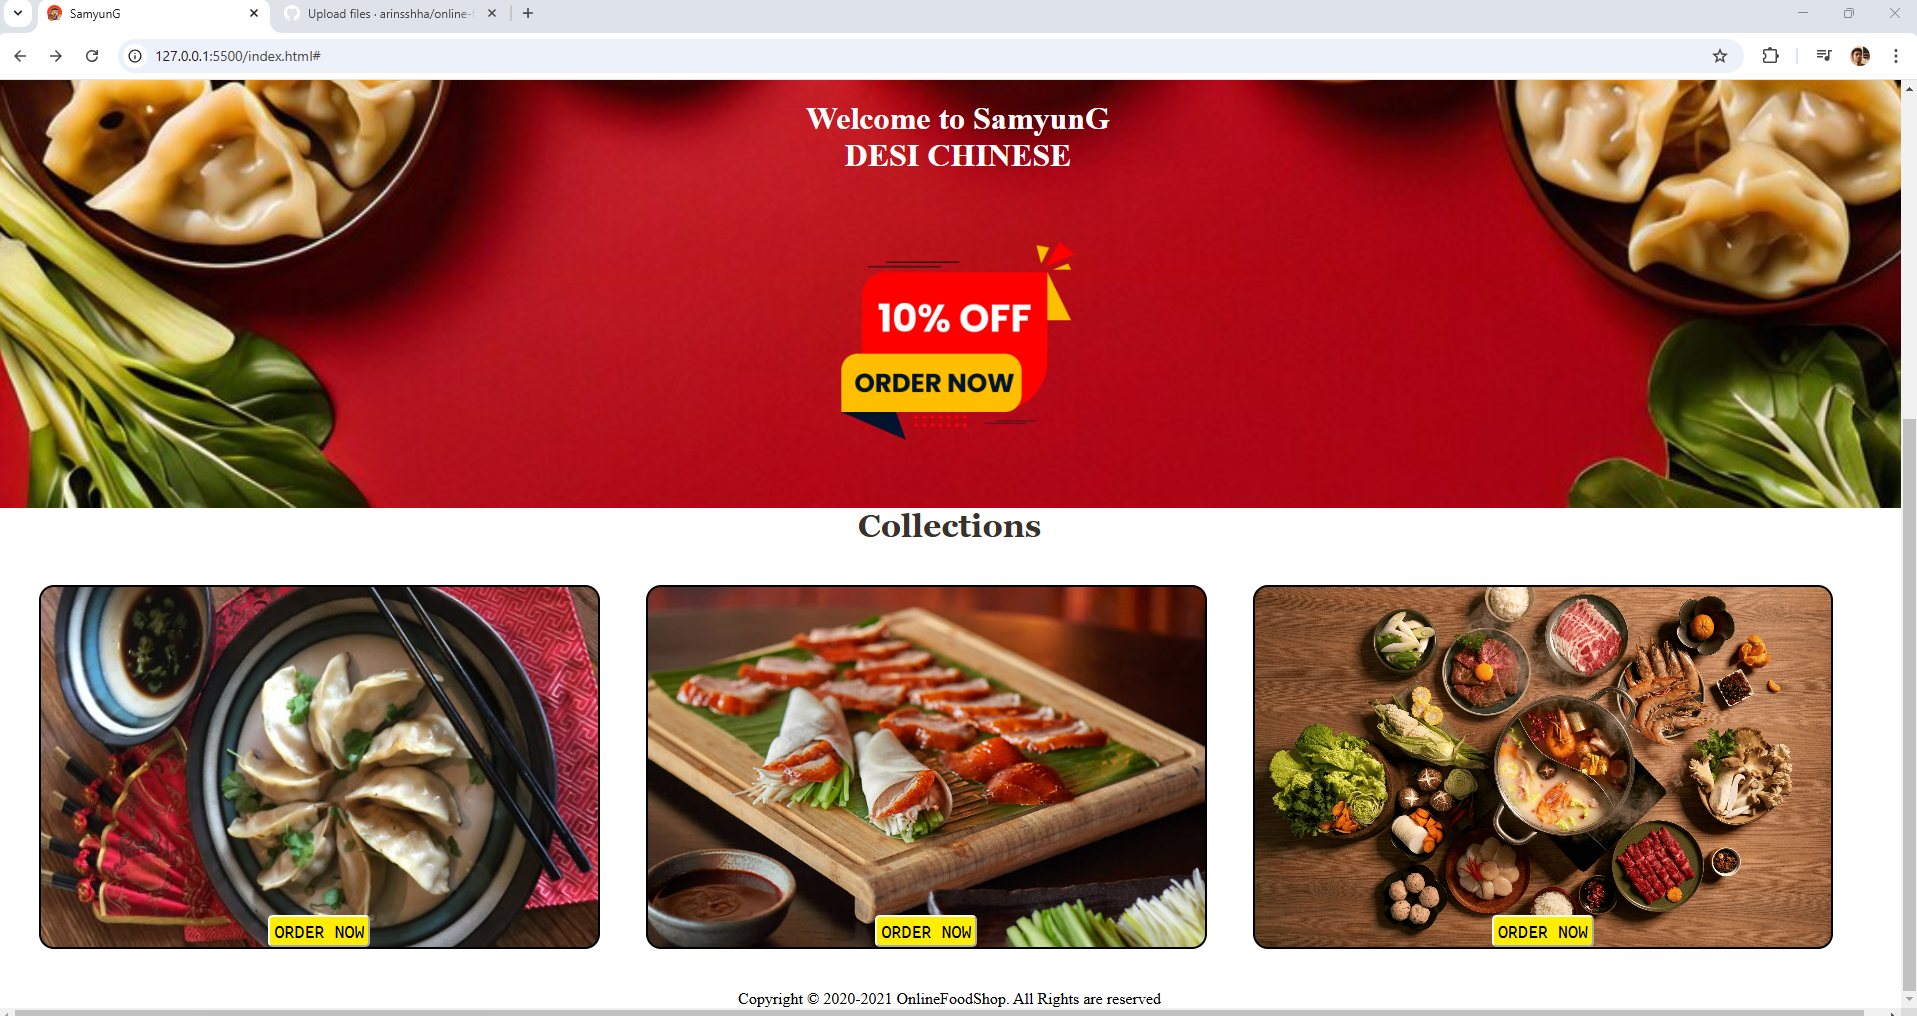 SamyunG
Upload files · arinsshha/online-
127.0.0.1:5500/index.html#
Welcome to SamyunG
DESI CHINESE
10% OFF
ORDER NOW
Collections
ORDER NOW
ORDER NOW
ORDER NOW
Copyright © 2020-2021 OnlineFoodShop. All Rights are reserved